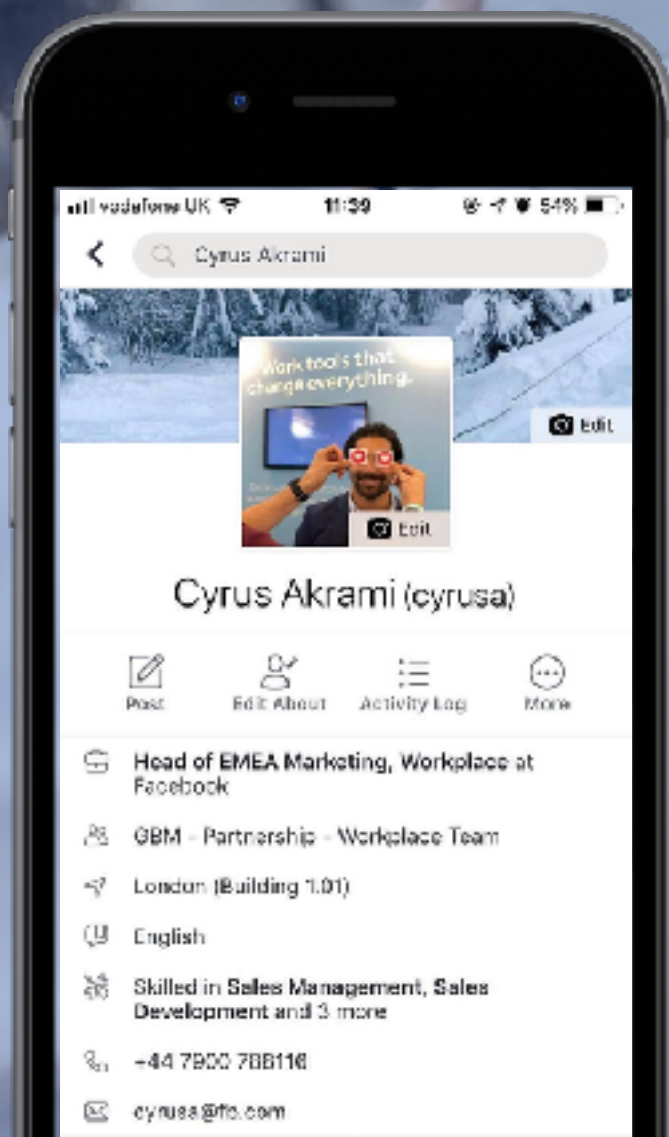 vodafone UK 11:39 54%
Cyrus Akrami
Work tools that
change everything.
Edit
Edit
Cyrus Akrami (cyrusa)
Post Edit About Activity Log More
Head of EMEA Marketing, Workplace at
Facebook
GBM - Partnership - Workplace Team
London (Building 1.01)
English
Skilled in Sales Management, Sales
Development and 3 more
+44 7900 788116
cyrusa@fb.com